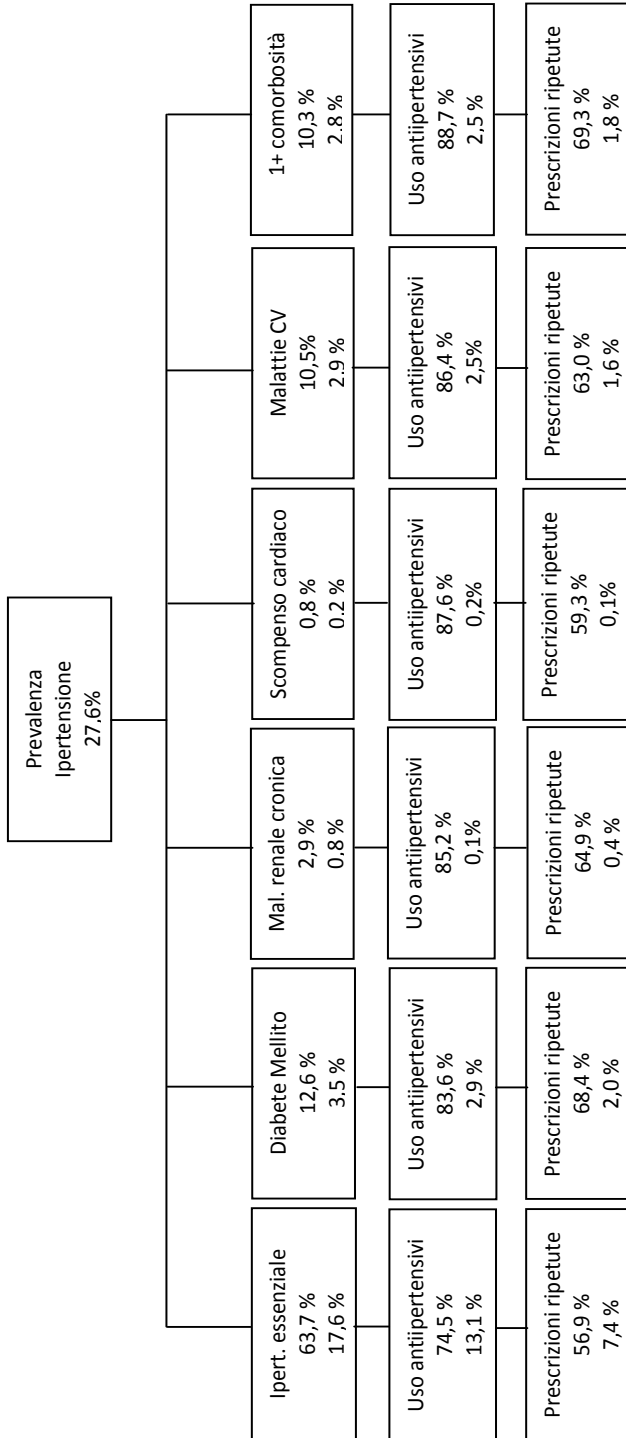 Prevalenza
Ipertensione
27.6%
Ipert. essenziale
63,7 %
17,6 %
Diabete Mellito
12,6 %
3.5 %
Mal. renale cronica
2,9 %
0.8 %
Scompenso cardiaco
0,8 %
0.2 %
Malattie CV
10,5%
2.9 %
1+ comorbosità
10,3 %
2.8 %
Uso antiipertensivi
74,5 %
13,1 %
Uso antiipertensivi
83,6 %
2,9 %
Uso antiipertensivi
85,2 %
0,1%
Uso antiipertensivi
87,6 %
0,2%
Uso antiipertensivi
86,4 %
2,5%
Uso antiipertensivi
88,7 %
2,5 %
Prescrizioni ripetute
56,9 %
7,4 %
Prescrizioni ripetute
68,4 %
2,0 %
Prescrizioni ripetute
64,9 %
0,4 %
Prescrizioni ripetute
59,3 %
0,1%
Prescrizioni ripetute
63,0 %
1,6 %
Prescrizioni ripetute
69,3 %
1,8 %